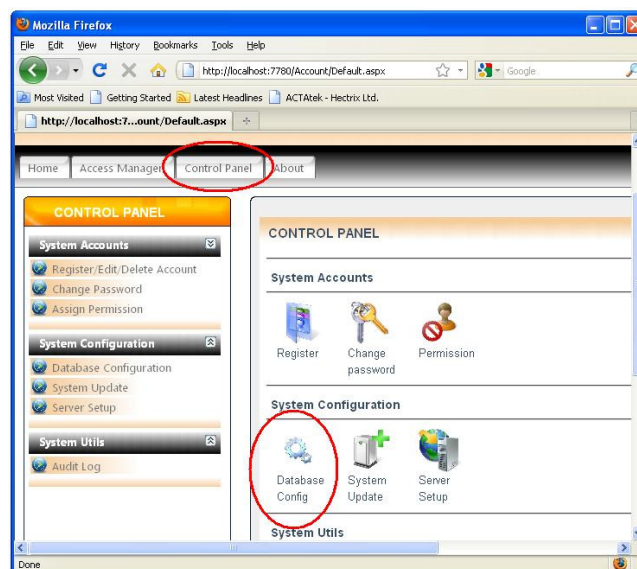 Mozilla Firefox
File Edit View History Bookmarks Tools Help
http://localhost:7780/Account/Default.aspx
Google
Most Visited Getting Started Latest Headlines ACTAtek - Hectrix Ltd.
http://localhost:7...ount/Default.aspx
Home Access Manager Control Panel About
CONTROL PANEL
System Accounts
Register/Edit/Delete Account
Change Password
Assign Permission
System Configuration
Database Configuration
System Update
Server Setup
System Utils
Audit Log
CONTROL PANEL
System Accounts
Register
Change
password
Permission
System Configuration
Database
Config
System
Update
Server
Setup
System Utils
Done